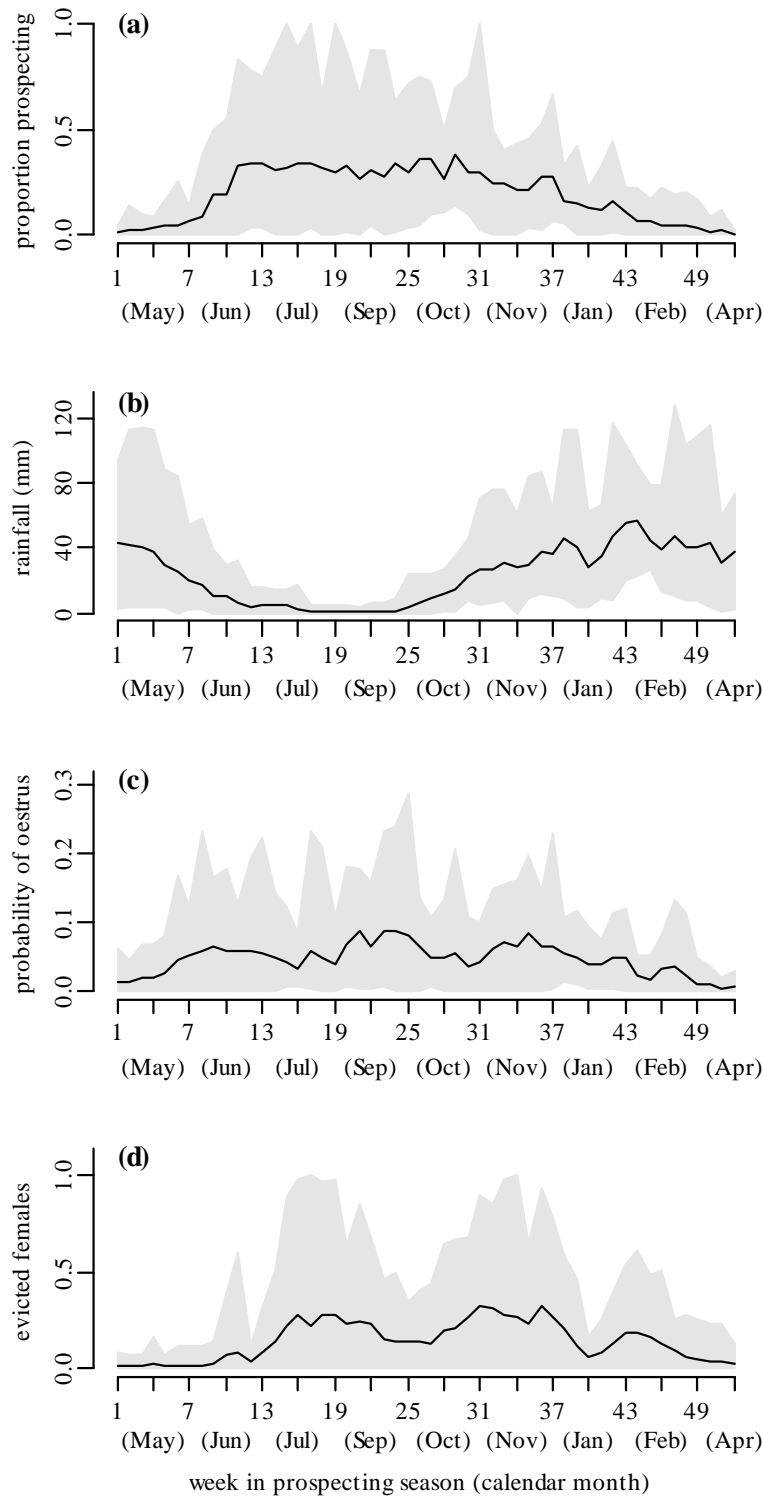 (a)
proportion prospecting
1.0
0.5
0.0
1 7 13 19 25 31 37 43 49
(May) (Jun) (Jul) (Sep) (Oct) (Nov) (Jan) (Feb) (Apr)
(b)
rainfall (mm)
120
80
40
0
1 7 13 19 25 31 37 43 49
(May) (Jun) (Jul) (Sep) (Oct) (Nov) (Jan) (Feb) (Apr)
(c)
probability of oestrus
0.3
0.2
0.1
0.0
1 7 13 19 25 31 37 43 49
(May) (Jun) (Jul) (Sep) (Oct) (Nov) (Jan) (Feb) (Apr)
(d)
evicted females
1.0
0.5
0.0
1 7 13 19 25 31 37 43 49
(May) (Jun) (Jul) (Sep) (Oct) (Nov) (Jan) (Feb) (Apr)
week in prospecting season (calendar month)